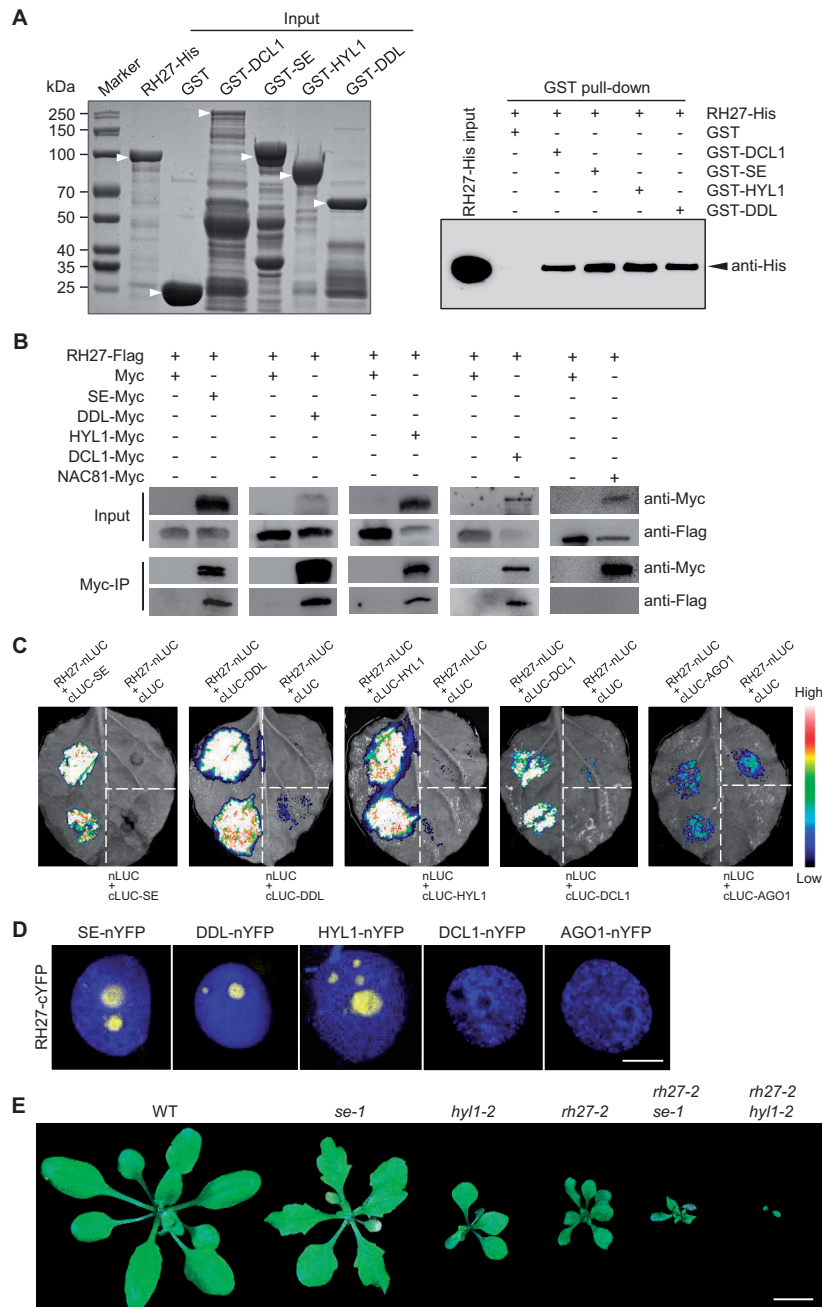 A
Input
Marker
RH27-His
GST
GST-DCL1
GST-SE
GST-HYL1
GST-DDL
kDa
250
150
100
70
50
40
35
25
GST pull-down
RH27-His input
+ + + + + RH27-His
+ - - - - GST
- + - - - GST-DCL1
- - + - - GST-SE
- - - + - GST-HYL1
- - - - + GST-DDL
anti-His
B
RH27-Flag + + + + + + + + + +
Myc + - + - + - + - + -
SE-Myc - + - - - - - - - -
DDL-Myc - - - + - - - - - -
HYL1-Myc - - - - - + - - - -
DCL1-Myc - - - - - - - + - -
NAC81-Myc - - - - - - - - - +
Input
anti-Myc
anti-Flag
Myc-IP
anti-Myc
anti-Flag
C
RH27-nLUC + cLUC-SE
RH27-nLUC + cLUC
RH27-nLUC + cLUC-DDL
RH27-nLUC + cLUC
RH27-nLUC + cLUC-HYL1
RH27-nLUC + cLUC
RH27-nLUC + cLUC-DCL1
RH27-nLUC + cLUC
RH27-nLUC + cLUC-AGO1
RH27-nLUC + cLUC
High
Low
nLUC + cLUC-SE
nLUC + cLUC-DDL
nLUC + cLUC-HYL1
nLUC + cLUC-DCL1
nLUC + cLUC-AGO1
D
SE-nYFP DDL-nYFP HYL1-nYFP DCL1-nYFP AGO1-nYFP
RH27-cYFP
E
WT
se-1
hyl1-2
rh27-2
rh27-2 se-1
rh27-2 hyl1-2